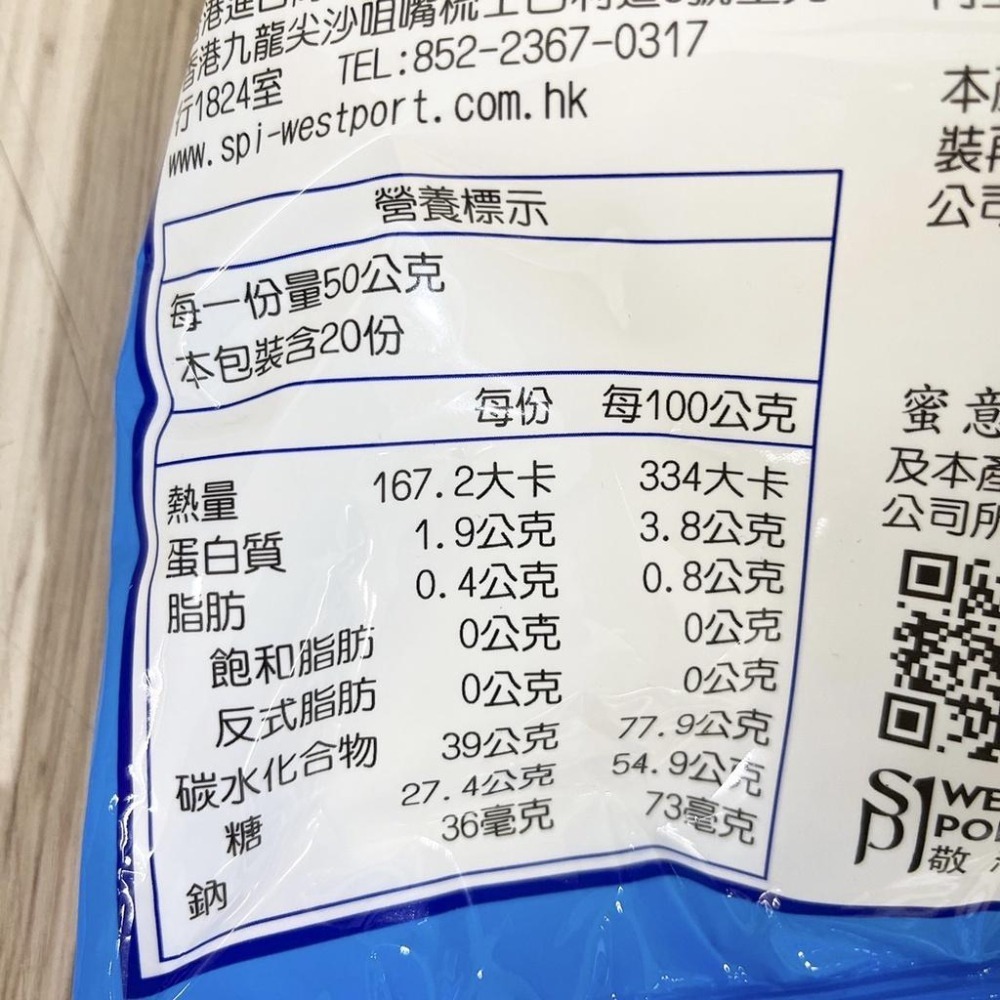 香港九龍尖沙咀
行1824室 TEL:852-2367-0317
www.spi-westport.com.hk
營養標示
每一份量50公克
本包裝含20份
每份 每100公克
熱量 167.2大卡 334大卡
蛋白質 1.9公克 3.8公克
脂肪 0.4公克 0.8公克
飽和脂肪 0公克 0公克
反式脂肪 0公克 0公克
碳水化合物 39公克 77.9公克
糖 27.4公克 54.9公克
鈉 36毫克 73毫克
本
裝
公司
蜜意
及本產
公司所
WE
PO
敬